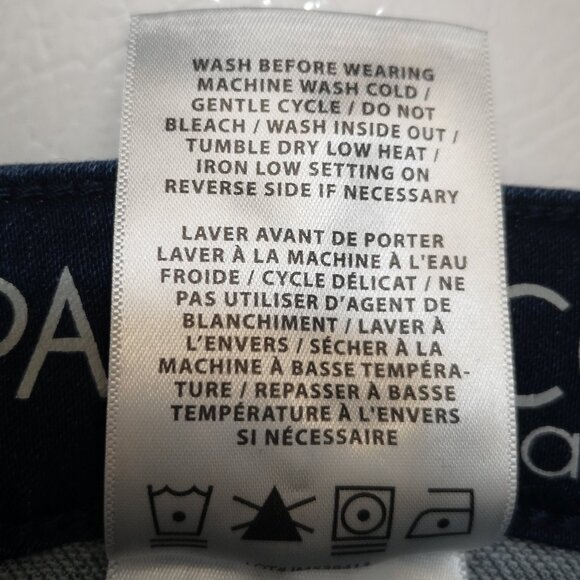 WASH BEFORE WEARING
MACHINE WASH COLD /
GENTLE CYCLE / DO NOT
BLEACH / WASH INSIDE OUT /
TUMBLE DRY LOW HEAT /
IRON LOW SETTING ON
REVERSE SIDE IF NECESSARY
LAVER AVANT DE PORTER
LAVER À LA MACHINE À L'EAU
FROIDE / CYCLE DÉLICAT / NE
PAS UTILISER D'AGENT DE
BLANCHIMENT / LAVER À
L'ENVERS / SÉCHER À LA
MACHINE À BASSE TEMPÉRA-
TURE / REPASSER À BASSE
TEMPÉRATURE À L'ENVERS
SI NÉCESSAIRE
PA C
a